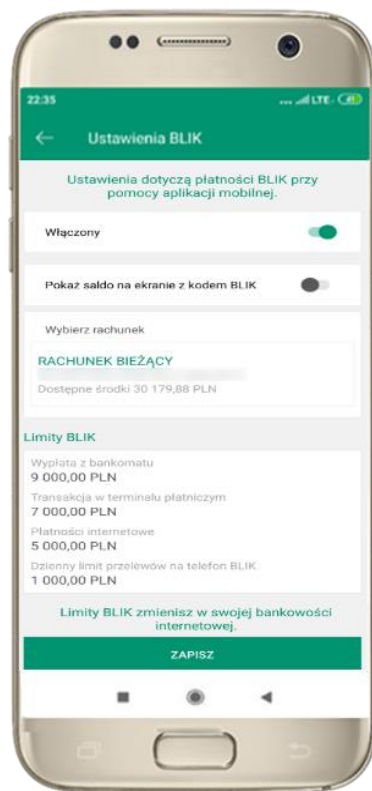 22:35
... LTE
Ustawienia BLIK
Ustawienia dotyczą płatności BLIK przy
pomocy aplikacji mobilnej.
Włączony
Pokaż saldo na ekranie z kodem BLIK
Wybierz rachunek
RACHUNEK BIEŻĄCY
Dostępne środki 30 179,88 PLN
Limity BLIK
Wypłata z bankomatu
9 000,00 PLN
Transakcja w terminalu płatniczym
7 000,00 PLN
Płatności internetowe
5 000,00 PLN
Dzienny limit przelewów na telefon BLIK
1 000,00 PLN
Limity BLIK zmienisz w swojej bankowości
internetowej.
ZAPISZ